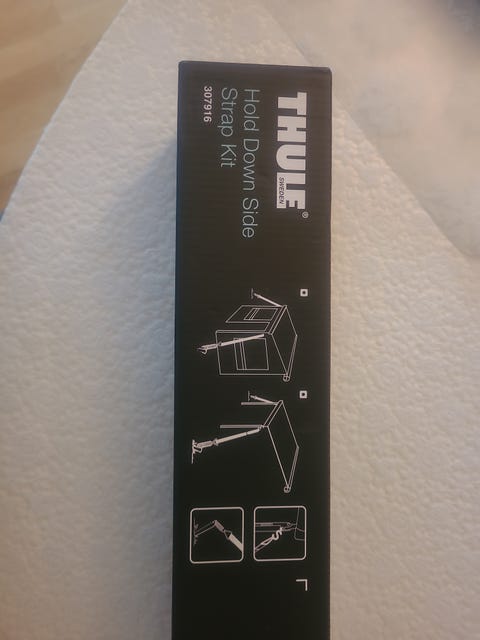 THULE®
SWEDEN
Hold Down Side
Strap Kit
307916